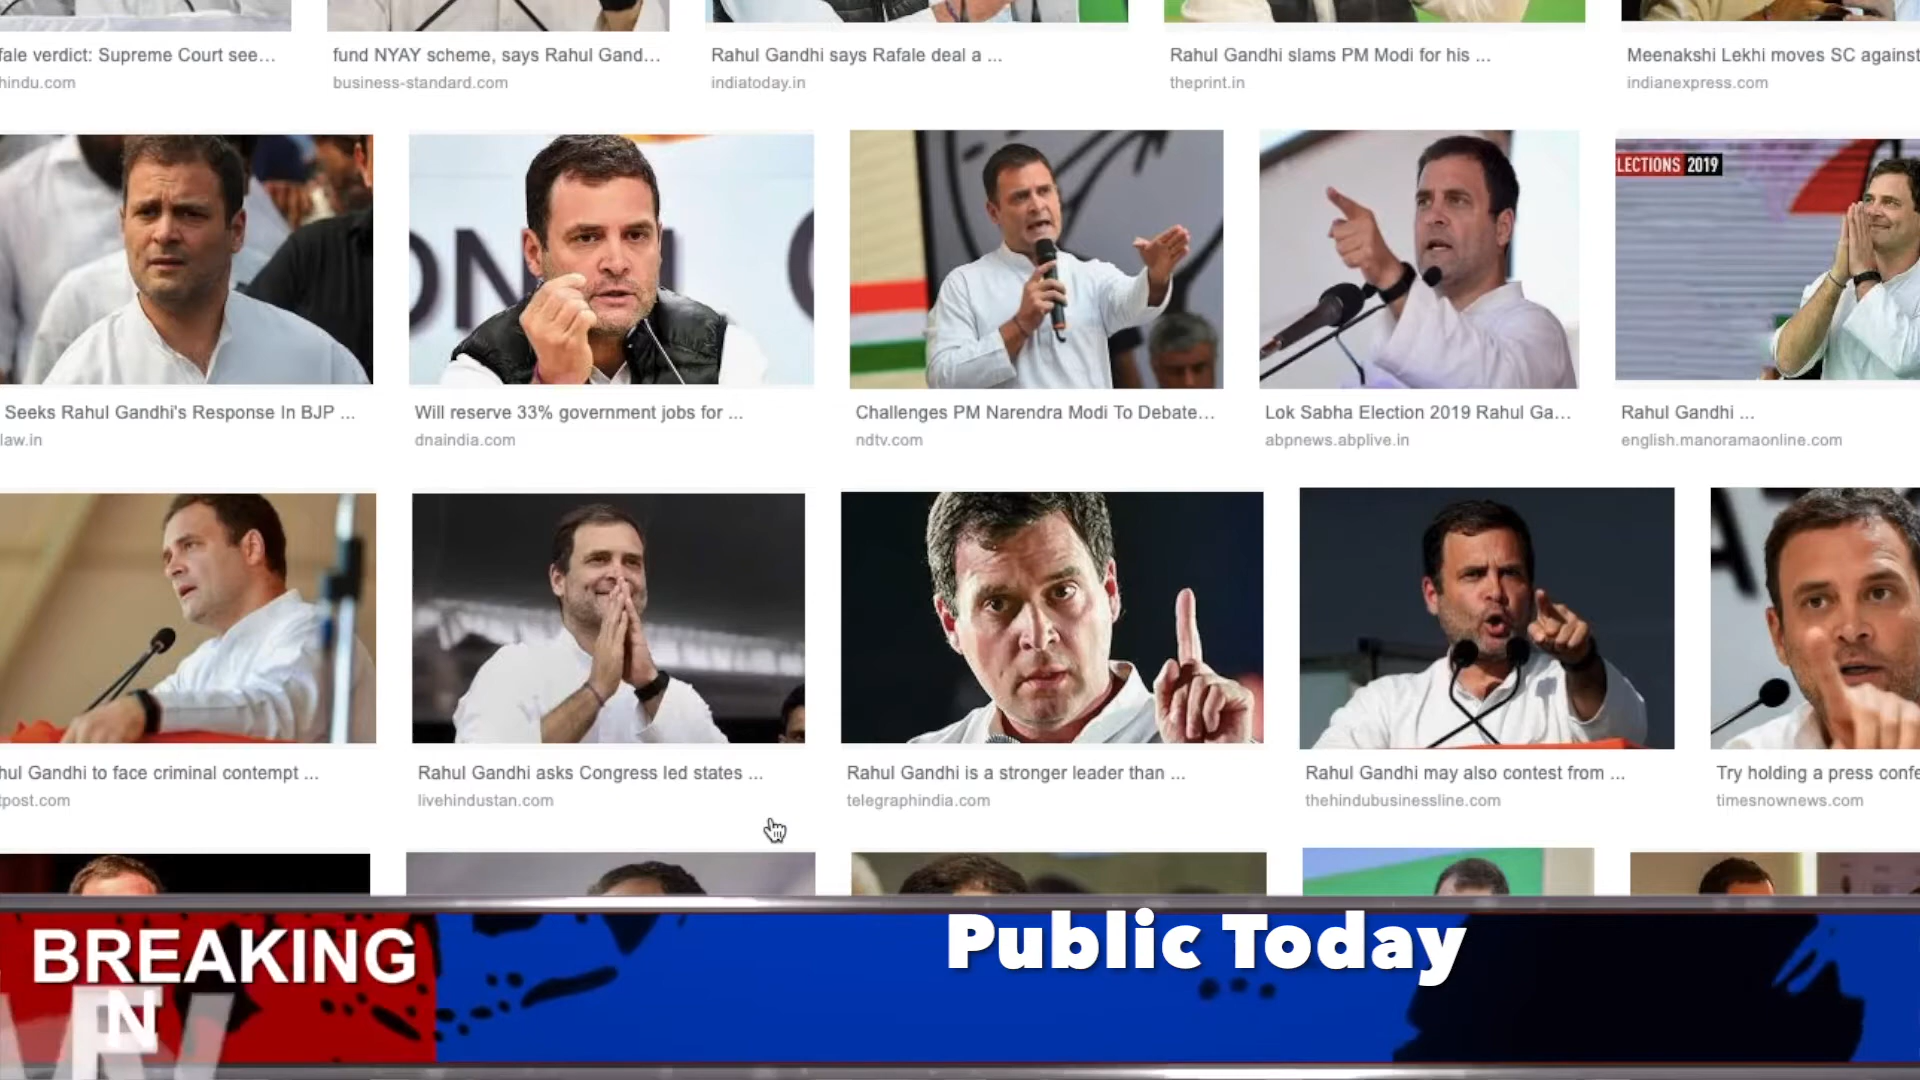 fale verdict: Supreme Court see...
hindu.com
fund NYAY scheme, says Rahul Gand...
business-standard.com
Rahul Gandhi says Rafale deal a ...
indiatoday.in
Rahul Gandhi slams PM Modi for his ...
theprint.in
Meenakshi Lekhi moves SC against
indianexpress.com
LECTIONS 2019
Seeks Rahul Gandhi's Response In BJP ...
law.in
Will reserve 33% government jobs for ...
dnaindia.com
Challenges PM Narendra Modi To Debate...
ndtv.com
Lok Sabha Election 2019 Rahul Ga...
abpnews.abplive.in
Rahul Gandhi ...
english.manoramaonline.com
hul Gandhi to face criminal contempt ...
tpost.com
Rahul Gandhi asks Congress led states ...
livehindustan.com
Rahul Gandhi is a stronger leader than ...
telegraphindia.com
Rahul Gandhi may also contest from ...
thehindubusinessline.com
Try holding a press confe
timesnownews.com
Public Today
BREAKING
N